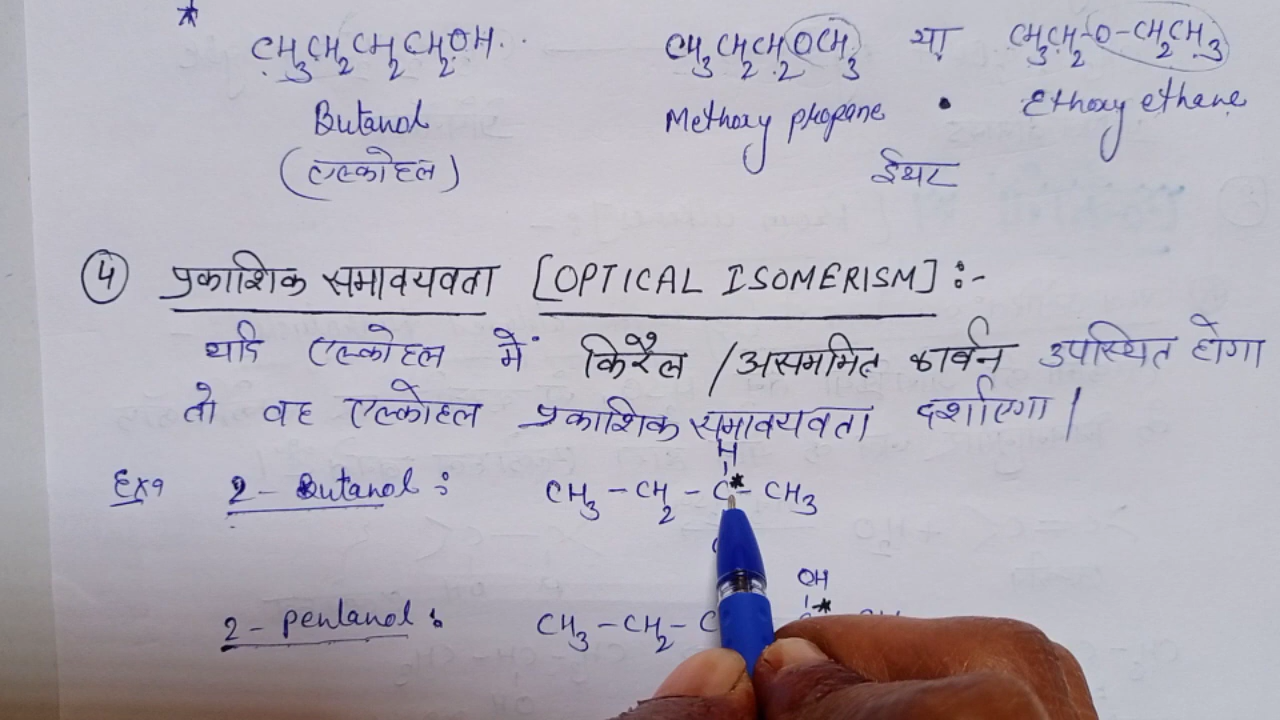 *
CH3CH2CH2CH2OH. CH3CH2CH2OCH3 या CH3CH2-O-CH2CH3
Butanol Methoxy propane • Ethoxy ethane
(एल्कोहल) ईथर
④ प्रकाशिक समावयवता [OPTICAL ISOMERISM] :-
यदि एल्कोहल में किरैल / असममित कार्बन उपस्थित होगा
तो वह एल्कोहल प्रकाशिक समावयवता दर्शाएगा |
H
Ex9 2-Butanol : CH3 - CH2 - C* - CH3
OH
2-pentanol : CH3 - CH2 - C